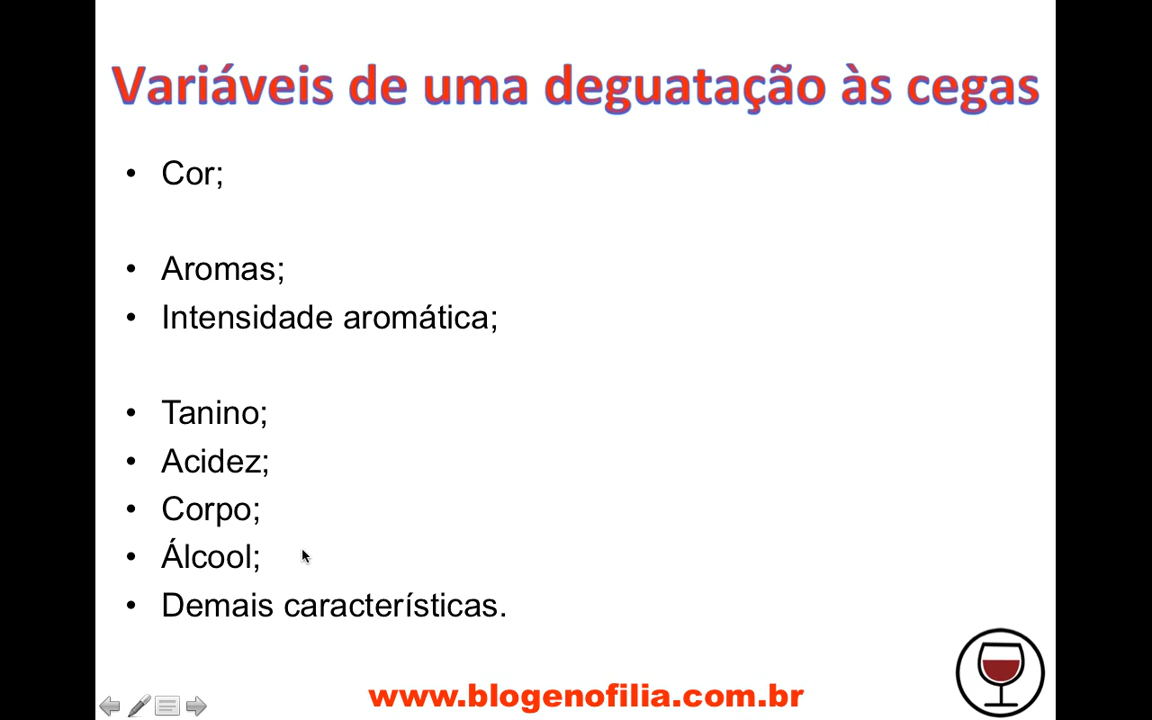 Variáveis de uma deguatação às cegas
• Cor;
• Aromas;
• Intensidade aromática;
• Tanino;
• Acidez;
• Corpo;
• Álcool;
• Demais características.
www.blogenofilia.com.br